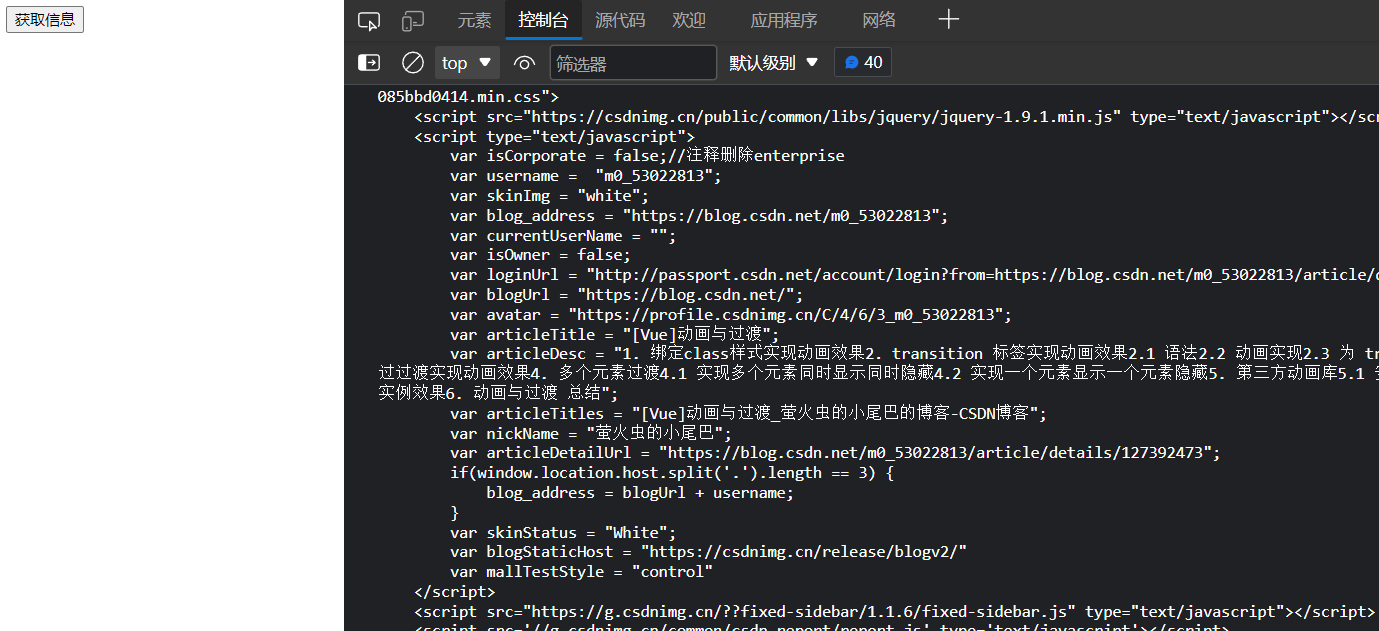 获取信息
元素 控制台 源代码 欢迎 应用程序 网络
top 筛选器 默认级别 40
085bbd0414.min.css">
<script src="https://csdnimg.cn/public/common/libs/jquery/jquery-1.9.1.min.js" type="text/javascript"></scr
<script type="text/javascript">
var isCorporate = false;//注释删除enterprise
var username =  "m0_53022813";
var skinImg = "white";
var blog_address = "https://blog.csdn.net/m0_53022813";
var currentUserName = "";
var isOwner = false;
var loginUrl = "http://passport.csdn.net/account/login?from=https://blog.csdn.net/m0_53022813/article/d
var blogUrl = "https://blog.csdn.net/";
var avatar = "https://profile.csdnimg.cn/C/4/6/3_m0_53022813";
var articleTitle = "[Vue]动画与过渡";
var articleDesc = "1. 绑定class样式实现动画效果2. transition 标签实现动画效果2.1 语法2.2 动画实现2.3 为 tr
过过渡实现动画效果4. 多个元素过渡4.1 实现多个元素同时显示同时隐藏4.2 实现一个元素显示一个元素隐藏5. 第三方动画库5.1
实例效果6. 动画与过渡 总结";
var articleTitles = "[Vue]动画与过渡_萤火虫的小尾巴的博客-CSDN博客";
var nickName = "萤火虫的小尾巴";
var articleDetailUrl = "https://blog.csdn.net/m0_53022813/article/details/127392473";
if(window.location.host.split('.').length == 3) {
blog_address = blogUrl + username;
}
var skinStatus = "White";
var blogStaticHost = "https://csdnimg.cn/release/blogv2/"
var mallTestStyle = "control"
</script>
<script src="https://g.csdnimg.cn/??fixed-sidebar/1.1.6/fixed-sidebar.js" type="text/javascript"></script>
<script src='//g.csdnimg.cn/common/csdn-report/report.js' type='text/javascript'></script>